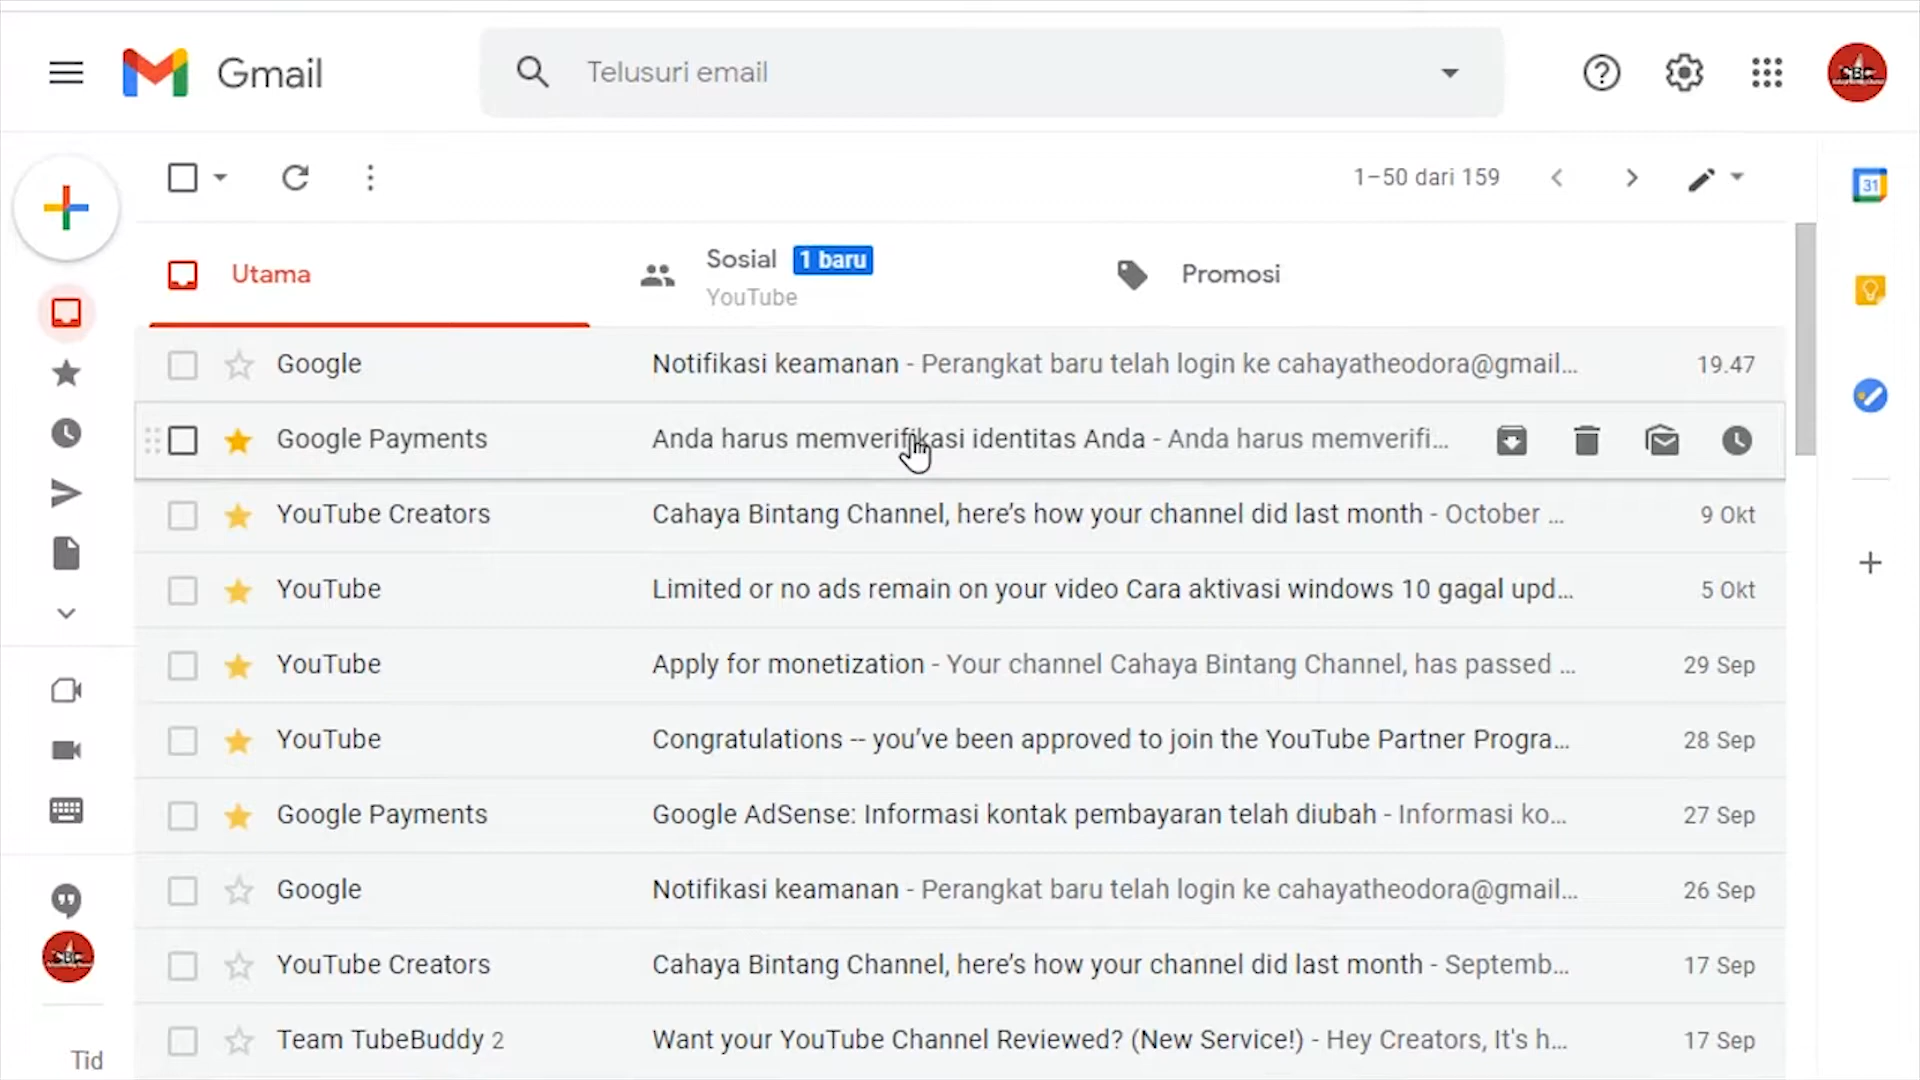 Gmail
Telusuri email
1–50 dari 159
31
Utama
Sosial 1 baru
YouTube
Promosi
Google Notifikasi keamanan - Perangkat baru telah login ke cahayatheodora@gmail... 19.47
Google Payments Anda harus memverifikasi identitas Anda - Anda harus memverifi...
YouTube Creators Cahaya Bintang Channel, here’s how your channel did last month - October ... 9 Okt
YouTube Limited or no ads remain on your video Cara aktivasi windows 10 gagal upd... 5 Okt
YouTube Apply for monetization - Your channel Cahaya Bintang Channel, has passed ... 29 Sep
YouTube Congratulations -- you’ve been approved to join the YouTube Partner Progra... 28 Sep
Google Payments Google AdSense: Informasi kontak pembayaran telah diubah - Informasi ko... 27 Sep
Google Notifikasi keamanan - Perangkat baru telah login ke cahayatheodora@gmail... 26 Sep
YouTube Creators Cahaya Bintang Channel, here’s how your channel did last month - Septemb... 17 Sep
Team TubeBuddy 2 Want your YouTube Channel Reviewed? (New Service!) - Hey Creators, It's h... 17 Sep
Tid